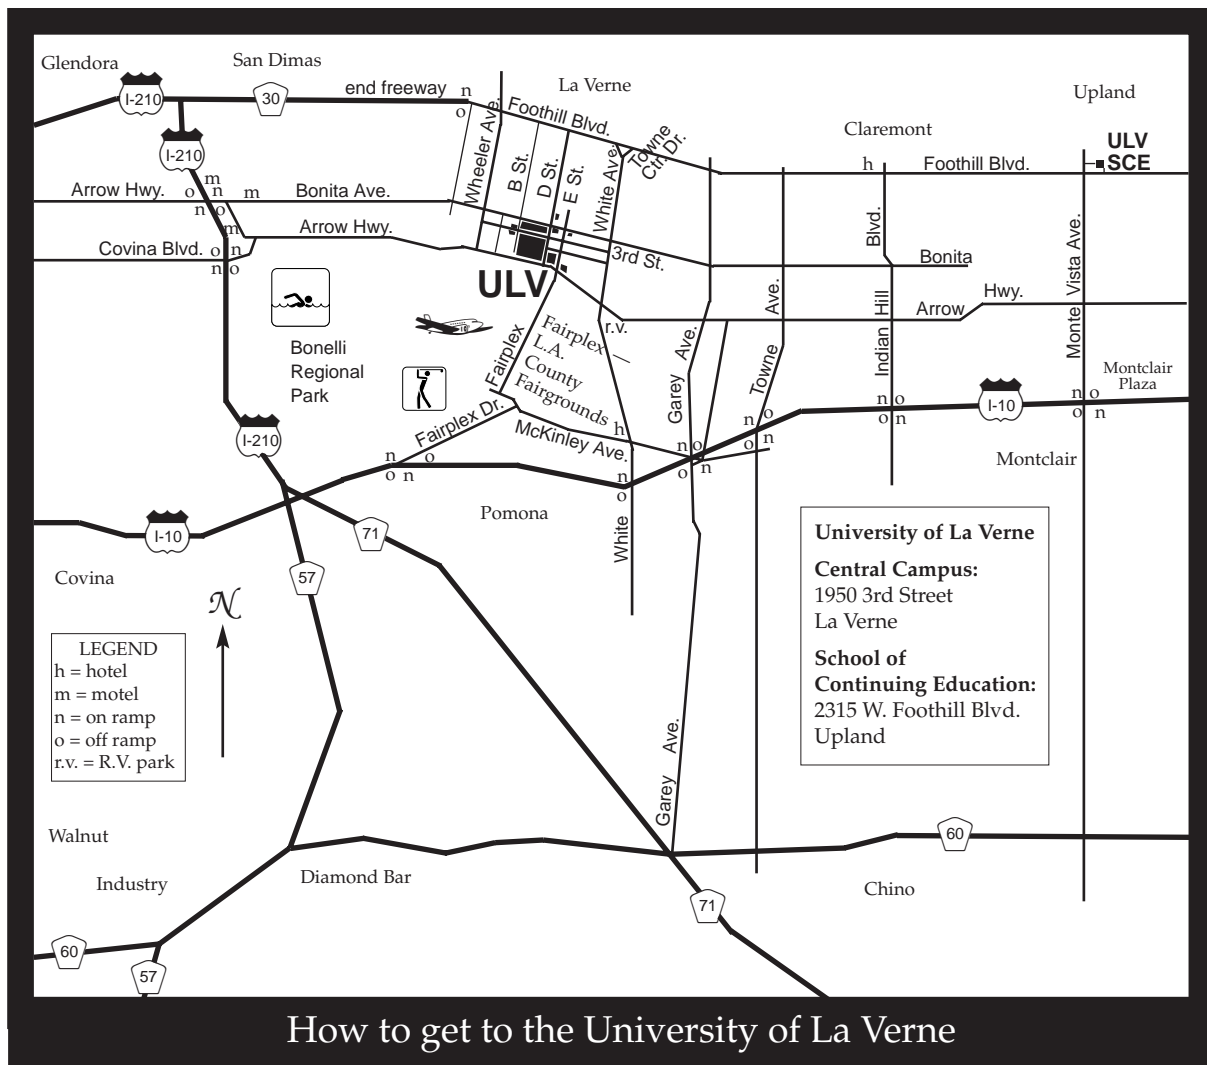 Glendora
San Dimas
La Verne
Upland
Claremont
I-210
30
end freeway
n
o
Foothill Blvd.
Towne
Ctr. Dr.
h
Foothill Blvd.
ULV
SCE
I-210
Wheeler Ave.
B St.
D St.
E St.
White Ave.
Arrow Hwy.
o
m
n
m
Bonita Ave.
n
o
m
Arrow Hwy.
Covina Blvd.
o
n
n
o
3rd St.
Blvd.
Bonita
Monte Vista Ave.
ULV
Ave.
Hwy.
Arrow
Indian Hill
r.v.
Bonelli
Regional
Park
Fairplex
Fairplex —
L.A.
County
Fairgrounds
Garey Ave.
Towne
Montclair
Plaza
I-10
n
o
o
n
n
o
o
n
Fairplex Dr.
McKinley Ave.
h
n
o
o
n
n
o
o
n
I-210
n
o
o
n
n
o
Montclair
I-10
71
Pomona
White
57
Covina
N
University of La Verne
Central Campus:
1950 3rd Street
La Verne
School of
Continuing Education:
2315 W. Foothill Blvd.
Upland
LEGEND
h = hotel
m = motel
n = on ramp
o = off ramp
r.v. = R.V. park
Garey Ave.
Walnut
60
Industry
Diamond Bar
Chino
71
60
57
How to get to the University of La Verne